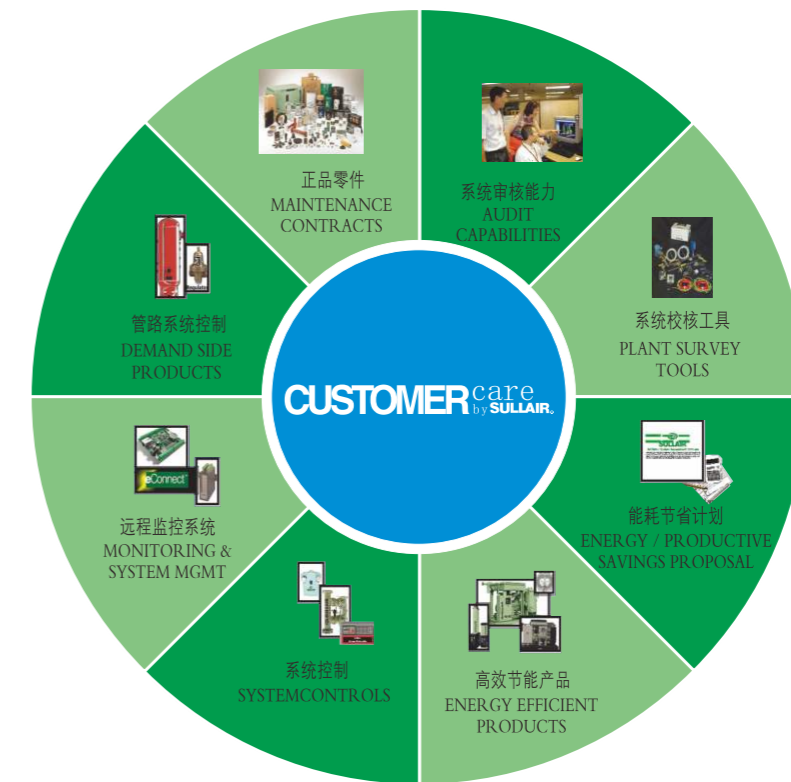 正品零件
MAINTENANCE
CONTRACTS
系统审核能力
AUDIT
CAPABILITIES
系统校核工具
PLANT SURVEY
TOOLS
能耗节省计划
ENERGY / PRODUCTIVE
SAVINGS PROPOSAL
高效节能产品
ENERGY EFFICIENT
PRODUCTS
系统控制
SYSTEMCONTROLS
远程监控系统
MONITORING &
SYSTEM MGMT
管路系统控制
DEMAND SIDE
PRODUCTS
CUSTOMER care
by SULLAIR®
eConnect™
SULLAIR